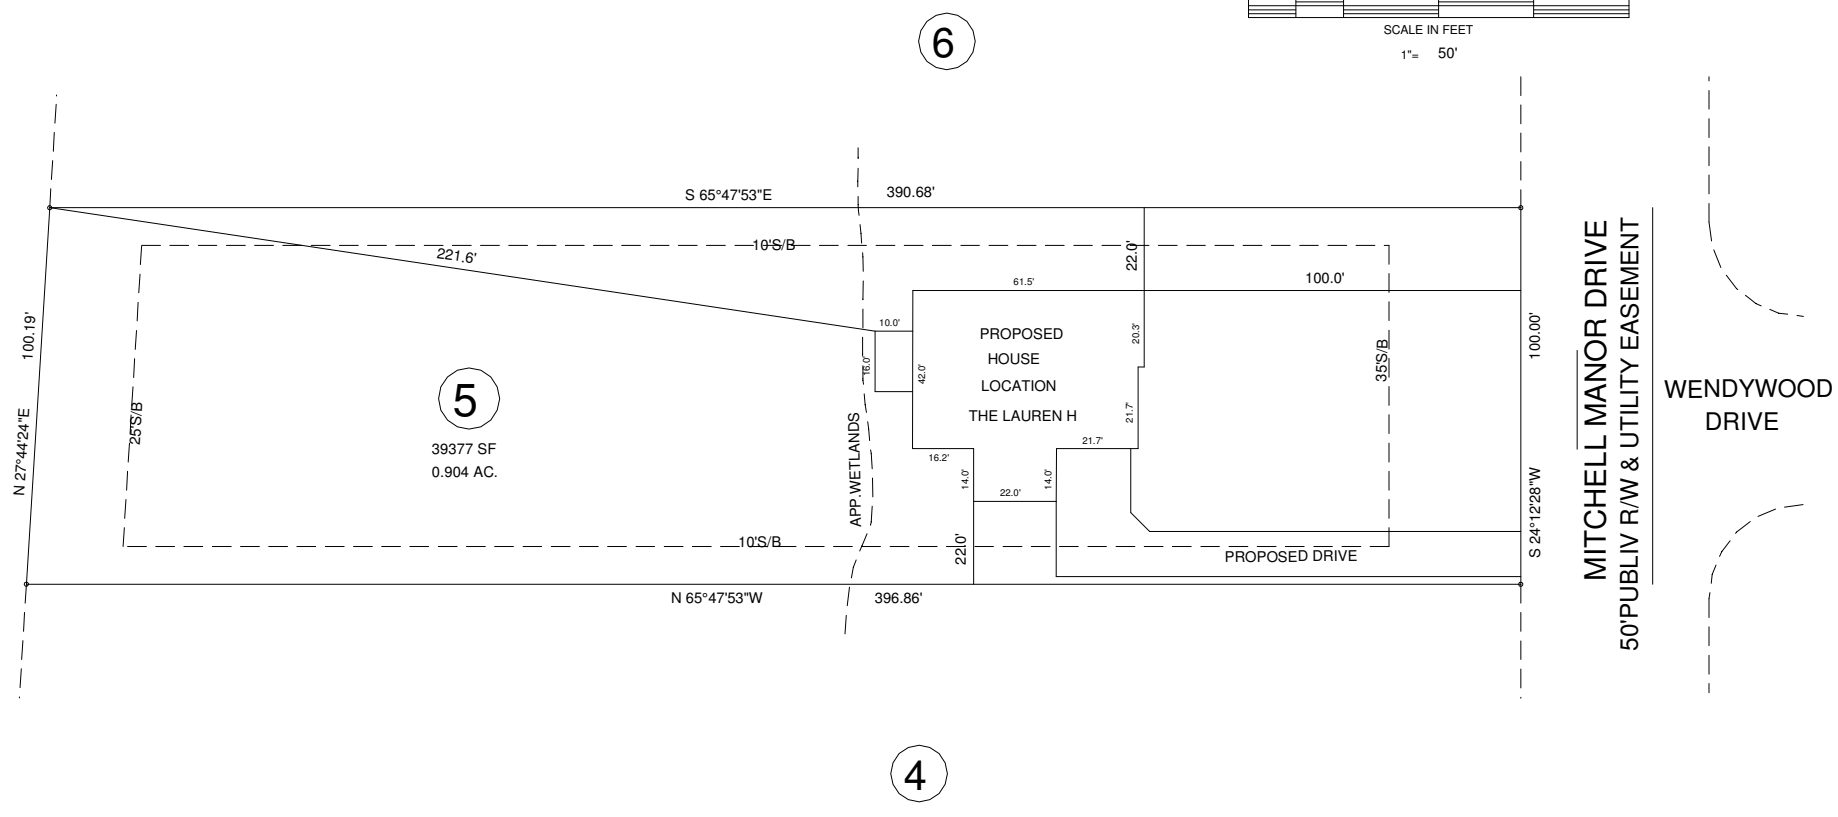 6
SCALE IN FEET
1"= 50'
S 65°47'53"E 390.68'
10'S/B
221.6'
22.0'
61.5'
100.0'
10.0'
16.0'
42.0'
20.3'
21.7'
PROPOSED
HOUSE
LOCATION
THE LAUREN H
100.19'
N 27°44'24"E
25'S/B
5
39377 SF
0.904 AC.
APP.WETLANDS
16.2'
14.0'
22.0'
14.0'
21.7'
22.0'
35'S/B
100.00'
S 24°12'28"W
MITCHELL MANOR DRIVE
50'PUBLIV R/W & UTILITY EASEMENT
WENDYWOOD
DRIVE
10'S/B
PROPOSED DRIVE
N 65°47'53"W 396.86'
4